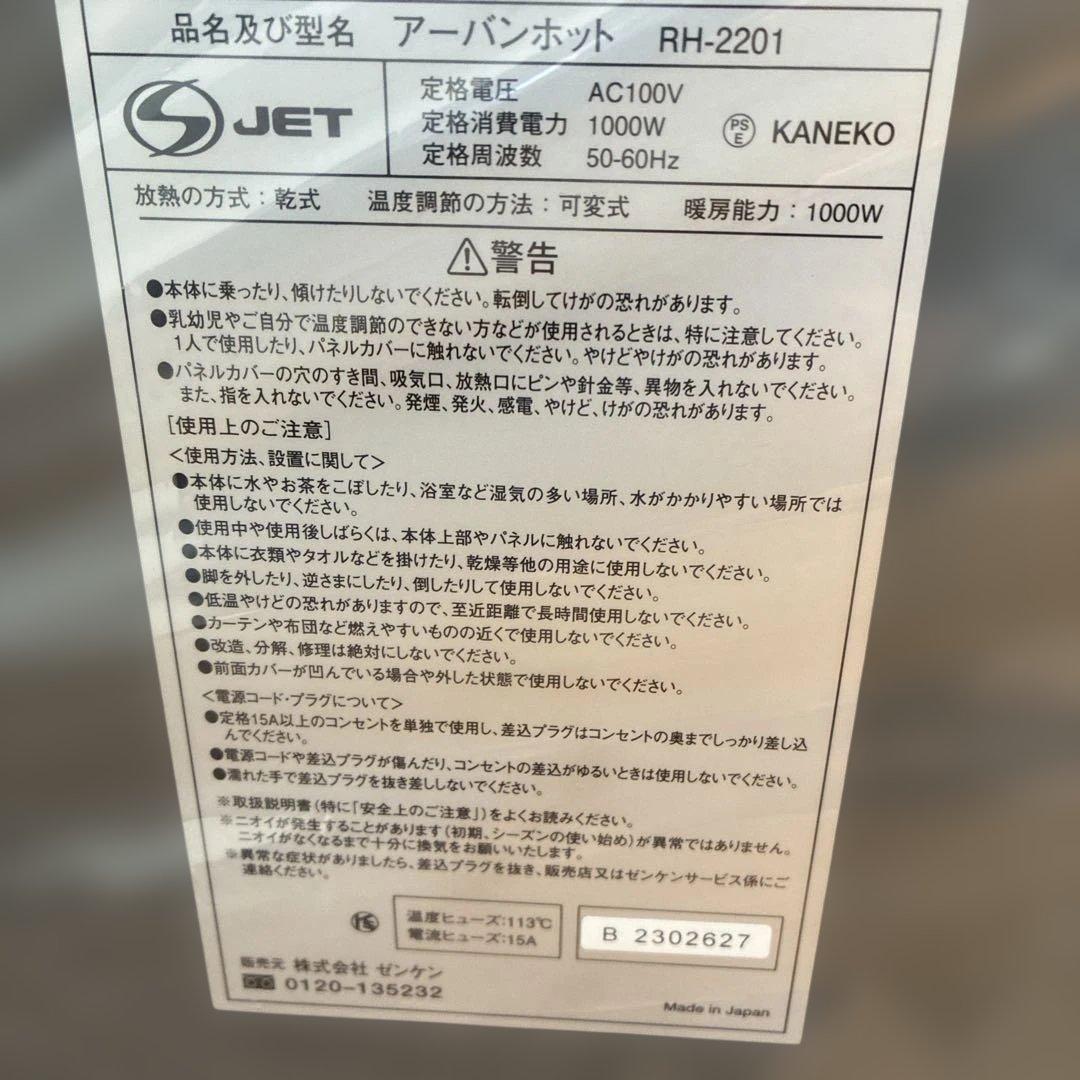 品名及び型名 アーバンホット RH-2201
JET
定格電圧 AC100V
定格消費電力 1000W
定格周波数 50-60Hz
PS
E
KANEKO
放熱の方式：乾式 温度調節の方法：可変式 暖房能力：1000W
警告
●本体に乗ったり、傾けたりしないでください。転倒してけがの恐れがあります。
●乳幼児やご自分で温度調節のできない方などが使用されるときは、特に注意してください。
1人で使用したり、パネルカバーに触れないでください。やけどやけがの恐れがあります。
●パネルカバーの穴のすき間、吸気口、放熱口にピンや針金等、異物を入れないでください。
また、指を入れないでください。発煙、発火、感電、やけど、けがの恐れがあります。
［使用上のご注意］
＜使用方法、設置に関して＞
●本体に水やお茶をこぼしたり、浴室など湿気の多い場所、水がかかりやすい場所では
使用しないでください。
●使用中や使用後しばらくは、本体上部やパネルに触れないでください。
●本体に衣類やタオルなどを掛けたり、乾燥等他の用途に使用しないでください。
●脚を外したり、逆さまにしたり、倒したりして使用しないでください。
●低温やけどの恐れがありますので、至近距離で長時間使用しないでください。
●カーテンや布団など燃えやすいものの近くで使用しないでください。
●改造、分解、修理は絶対にしないでください。
●前面カバーが凹んでいる場合や外した状態で使用しないでください。
＜電源コード・プラグについて＞
●定格15A以上のコンセントを単独で使用し、差込プラグはコンセントの奥までしっかり差し込
んでください。
●電源コードや差込プラグが傷んだり、コンセントの差込がゆるいときは使用しないでください。
●濡れた手で差込プラグを抜き差ししないでください。
※取扱説明書（特に「安全上のご注意」）をよくお読みください。
※ニオイが発生することがあります（初期、シーズンの使い始め）が異常ではありません。
ニオイがなくなるまで十分に換気をお願いいたします。
※異常な症状がありましたら、差込プラグを抜き、販売店又はゼンケンサービス係にご
連絡ください。
温度ヒューズ：113℃
電流ヒューズ：15A
B 2302627
販売元 株式会社 ゼンケン
0120-135232
Made in Japan